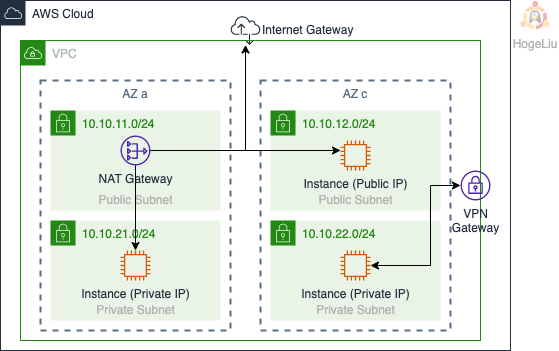 AWS Cloud
Internet Gateway
HogeLiu
VPC
AZ a
AZ c
10.10.11.0/24
NAT Gateway
Public Subnet
10.10.12.0/24
Instance (Public IP)
Public Subnet
VPN
Gateway
10.10.21.0/24
Instance (Private IP)
Private Subnet
10.10.22.0/24
Instance (Private IP)
Private Subnet